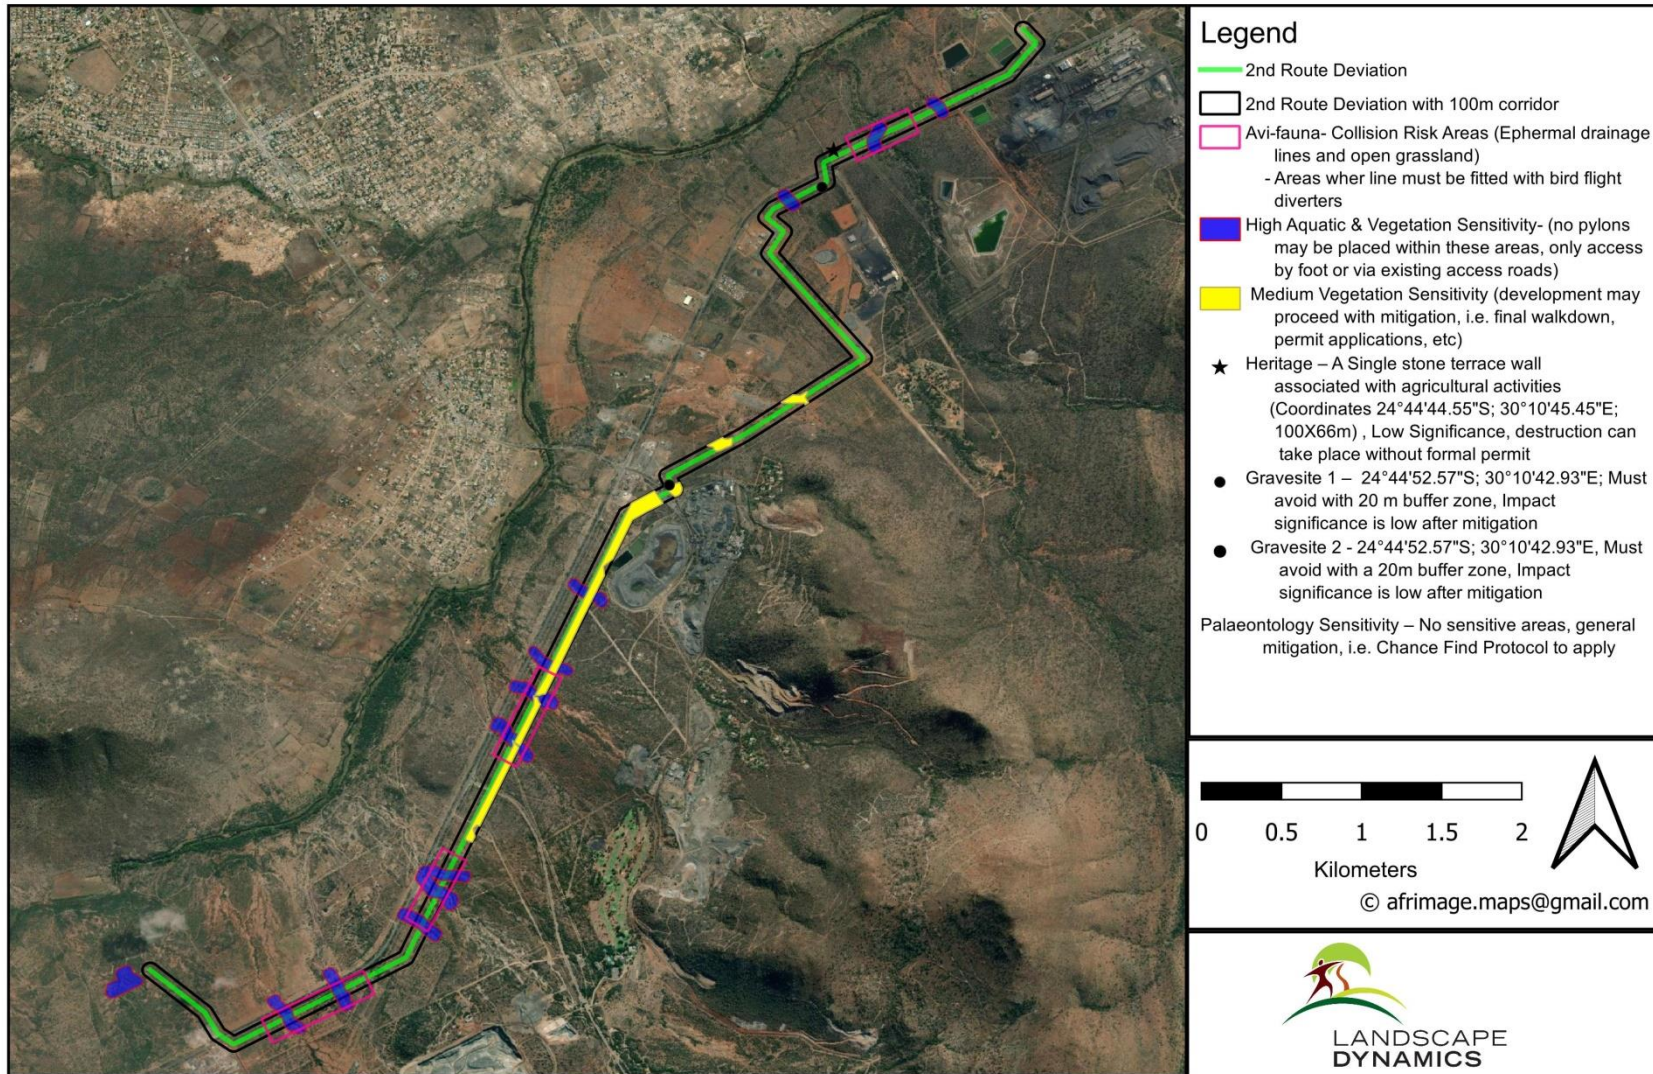 Legend
2nd Route Deviation
2nd Route Deviation with 100m corridor
Avi-fauna- Collision Risk Areas (Ephermal drainage
lines and open grassland)
- Areas wher line must be fitted with bird flight
diverters
High Aquatic & Vegetation Sensitivity- (no pylons
may be placed within these areas, only access
by foot or via existing access roads)
Medium Vegetation Sensitivity (development may
proceed with mitigation, i.e. final walkdown,
permit applications, etc)
Heritage – A Single stone terrace wall
associated with agricultural activities
(Coordinates 24°44'44.55"S; 30°10'45.45"E;
100X66m) , Low Significance, destruction can
take place without formal permit
Gravesite 1 – 24°44'52.57"S; 30°10'42.93"E; Must
avoid with 20 m buffer zone, Impact
significance is low after mitigation
Gravesite 2 - 24°44'52.57"S; 30°10'42.93"E, Must
avoid with a 20m buffer zone, Impact
significance is low after mitigation
Palaeontology Sensitivity – No sensitive areas, general
mitigation, i.e. Chance Find Protocol to apply
0 0.5 1 1.5 2
Kilometers
© afrimage.maps@gmail.com
LANDSCAPE
DYNAMICS